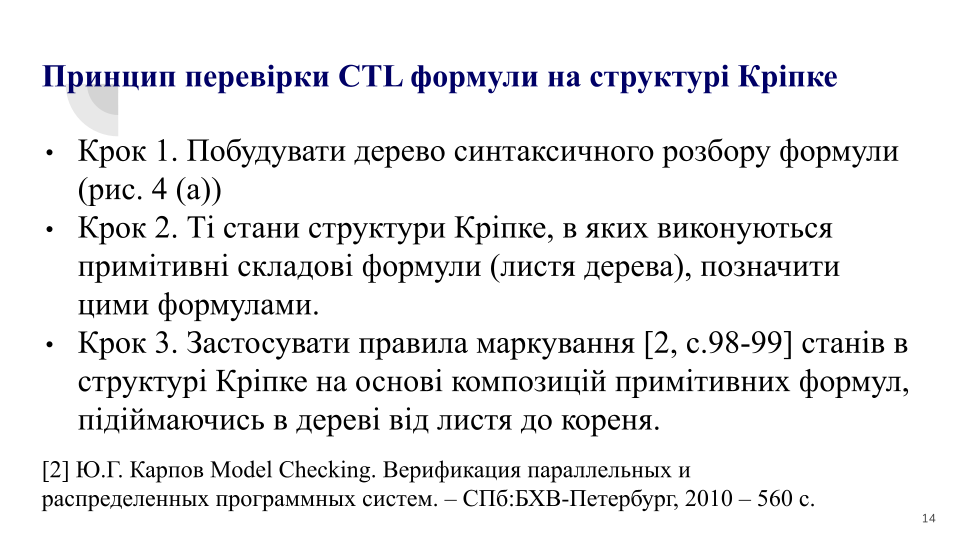 Принцип перевірки CTL формули на структурі Кріпке
• Крок 1. Побудувати дерево синтаксичного розбору формули
(рис. 4 (а))
• Крок 2. Ті стани структури Кріпке, в яких виконуються
примітивні складові формули (листя дерева), позначити
цими формулами.
• Крок 3. Застосувати правила маркування [2, с.98-99] станів в
структурі Кріпке на основі композицій примітивних формул,
підіймаючись в дереві від листя до кореня.
[2] Ю.Г. Карпов Model Checking. Верификация параллельных и
распределенных программных систем. – СПб:БХВ-Петербург, 2010 – 560 с.
14